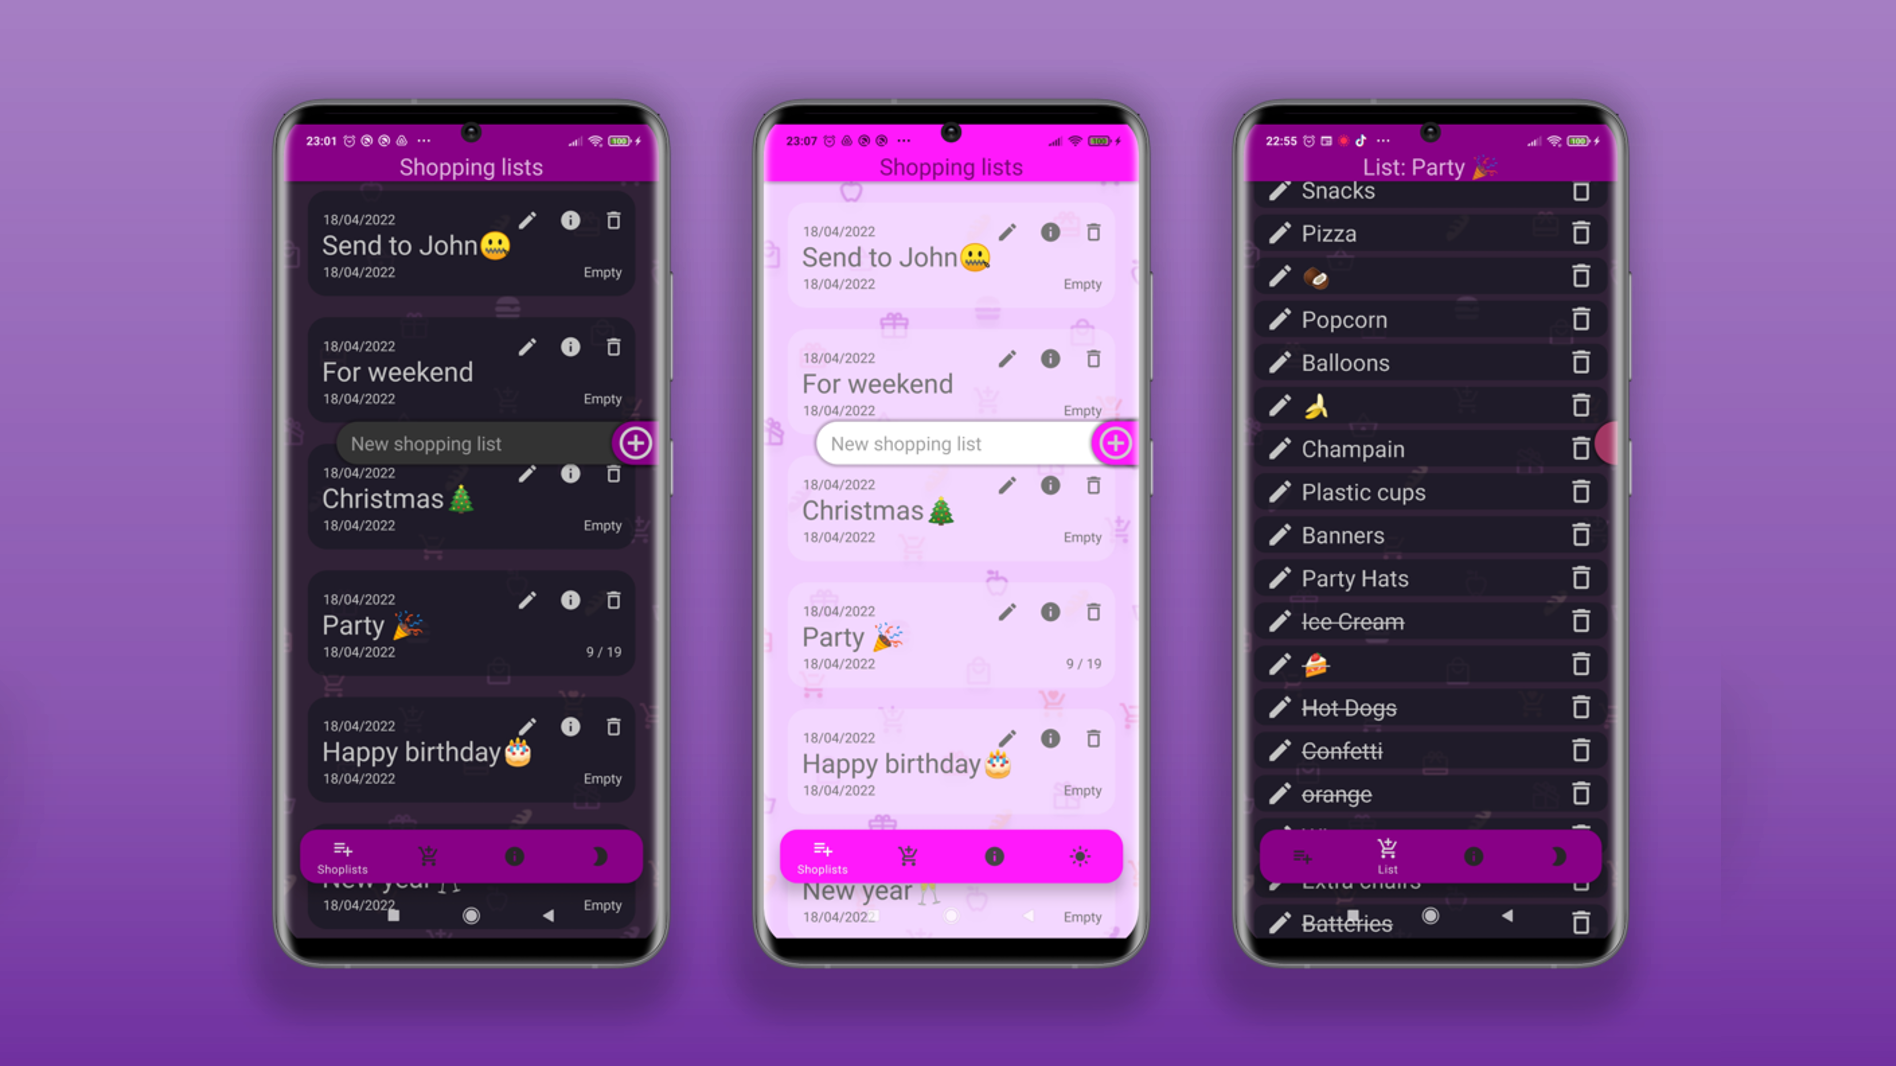 23:01
100
Shopping lists
18/04/2022
Send to John🤐
18/04/2022 Empty
18/04/2022
For weekend
18/04/2022 Empty
New shopping list
18/04/2022
Christmas🎄
18/04/2022 Empty
18/04/2022
Party 🎉
18/04/2022 9 / 19
18/04/2022
Happy birthday🎂
18/04/2022 Empty
Shoplists
New year🥂
18/04/2022 Empty
23:07
100
Shopping lists
18/04/2022
Send to John🤐
18/04/2022 Empty
18/04/2022
For weekend
18/04/2022 Empty
New shopping list
18/04/2022
Christmas🎄
18/04/2022 Empty
18/04/2022
Party 🎉
18/04/2022 9 / 19
18/04/2022
Happy birthday🎂
18/04/2022 Empty
Shoplists
New year🥂
18/04/2022 Empty
22:55
100
List: Party 🎉
Snacks
Pizza
🥥
Popcorn
Balloons
🍌
Champain
Plastic cups
Banners
Party Hats
Ice Cream
🍰
Hot Dogs
Confetti
orange
List
Extra chairs
Batteries